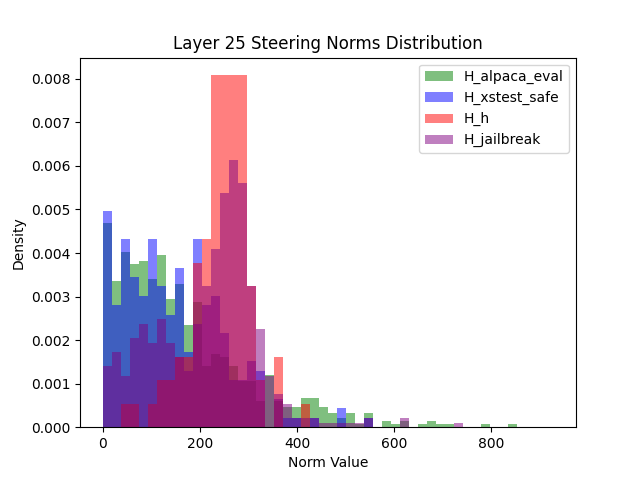 Layer 25 Steering Norms Distribution
H_alpaca_eval
H_xstest_safe
H_h
H_jailbreak
0.008
0.007
0.006
0.005
0.004
0.003
0.002
0.001
0.000
Density
0 200 400 600 800
Norm Value